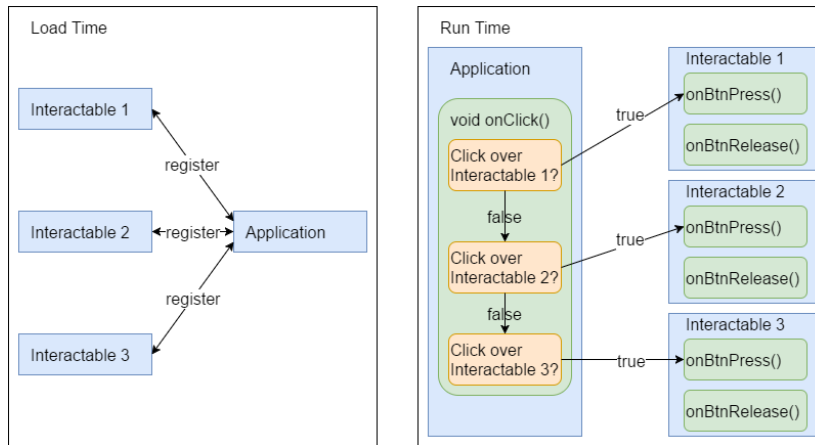 Load Time
Interactable 1
register
Interactable 2
register
Application
register
Interactable 3
Run Time
Application
void onClick()
Click over
Interactable 1?
true
false
Click over
Interactable 2?
true
false
Click over
Interactable 3?
true
Interactable 1
onBtnPress()
onBtnRelease()
Interactable 2
onBtnPress()
onBtnRelease()
Interactable 3
onBtnPress()
onBtnRelease()